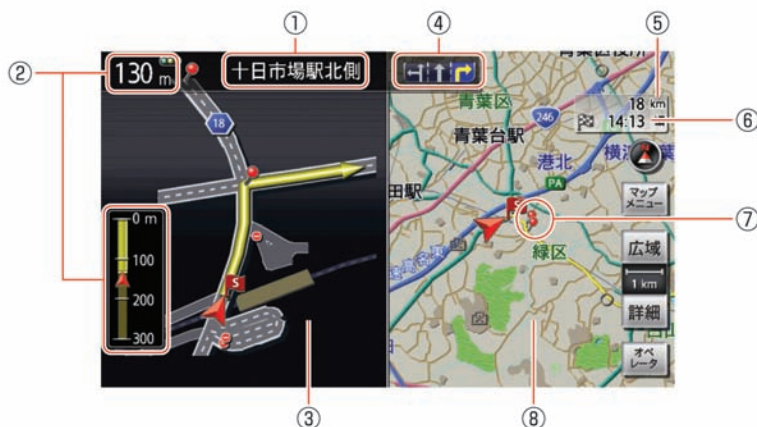 ①
④
⑤
②
130 m
十日市場駅北側
18
0 m
100
200
300
S
③
青葉区
246
青葉台駅
18 km
14:13
⑥
N
港北
PA
田駅
マップ
メニュー
⑦
S
緑区
広域
1 km
詳細
オペ
レータ
⑧